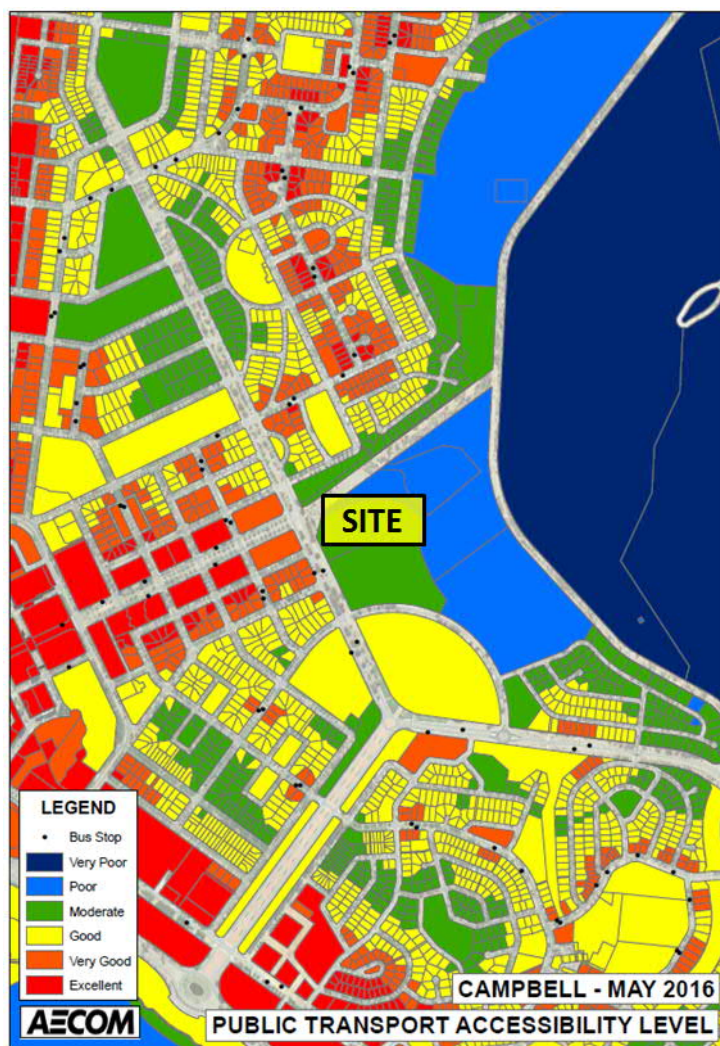 SITE
LEGEND
Bus Stop
Very Poor
Poor
Moderate
Good
Very Good
Excellent
AECOM
CAMPBELL - MAY 2016
PUBLIC TRANSPORT ACCESSIBILITY LEVEL